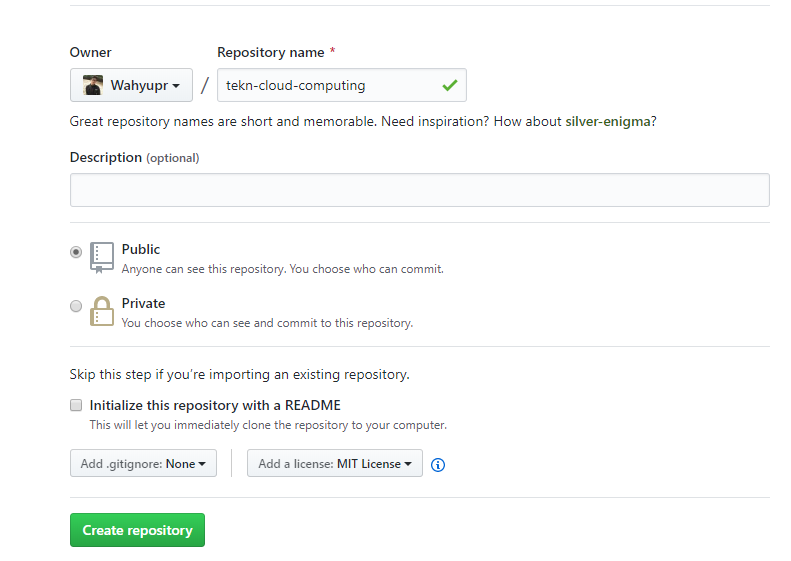 Owner Repository name *
Wahyupr / tekn-cloud-computing
Great repository names are short and memorable. Need inspiration? How about silver-enigma?
Description (optional)
Public
Anyone can see this repository. You choose who can commit.
Private
You choose who can see and commit to this repository.
Skip this step if you’re importing an existing repository.
Initialize this repository with a README
This will let you immediately clone the repository to your computer.
Add .gitignore: None Add a license: MIT License
Create repository